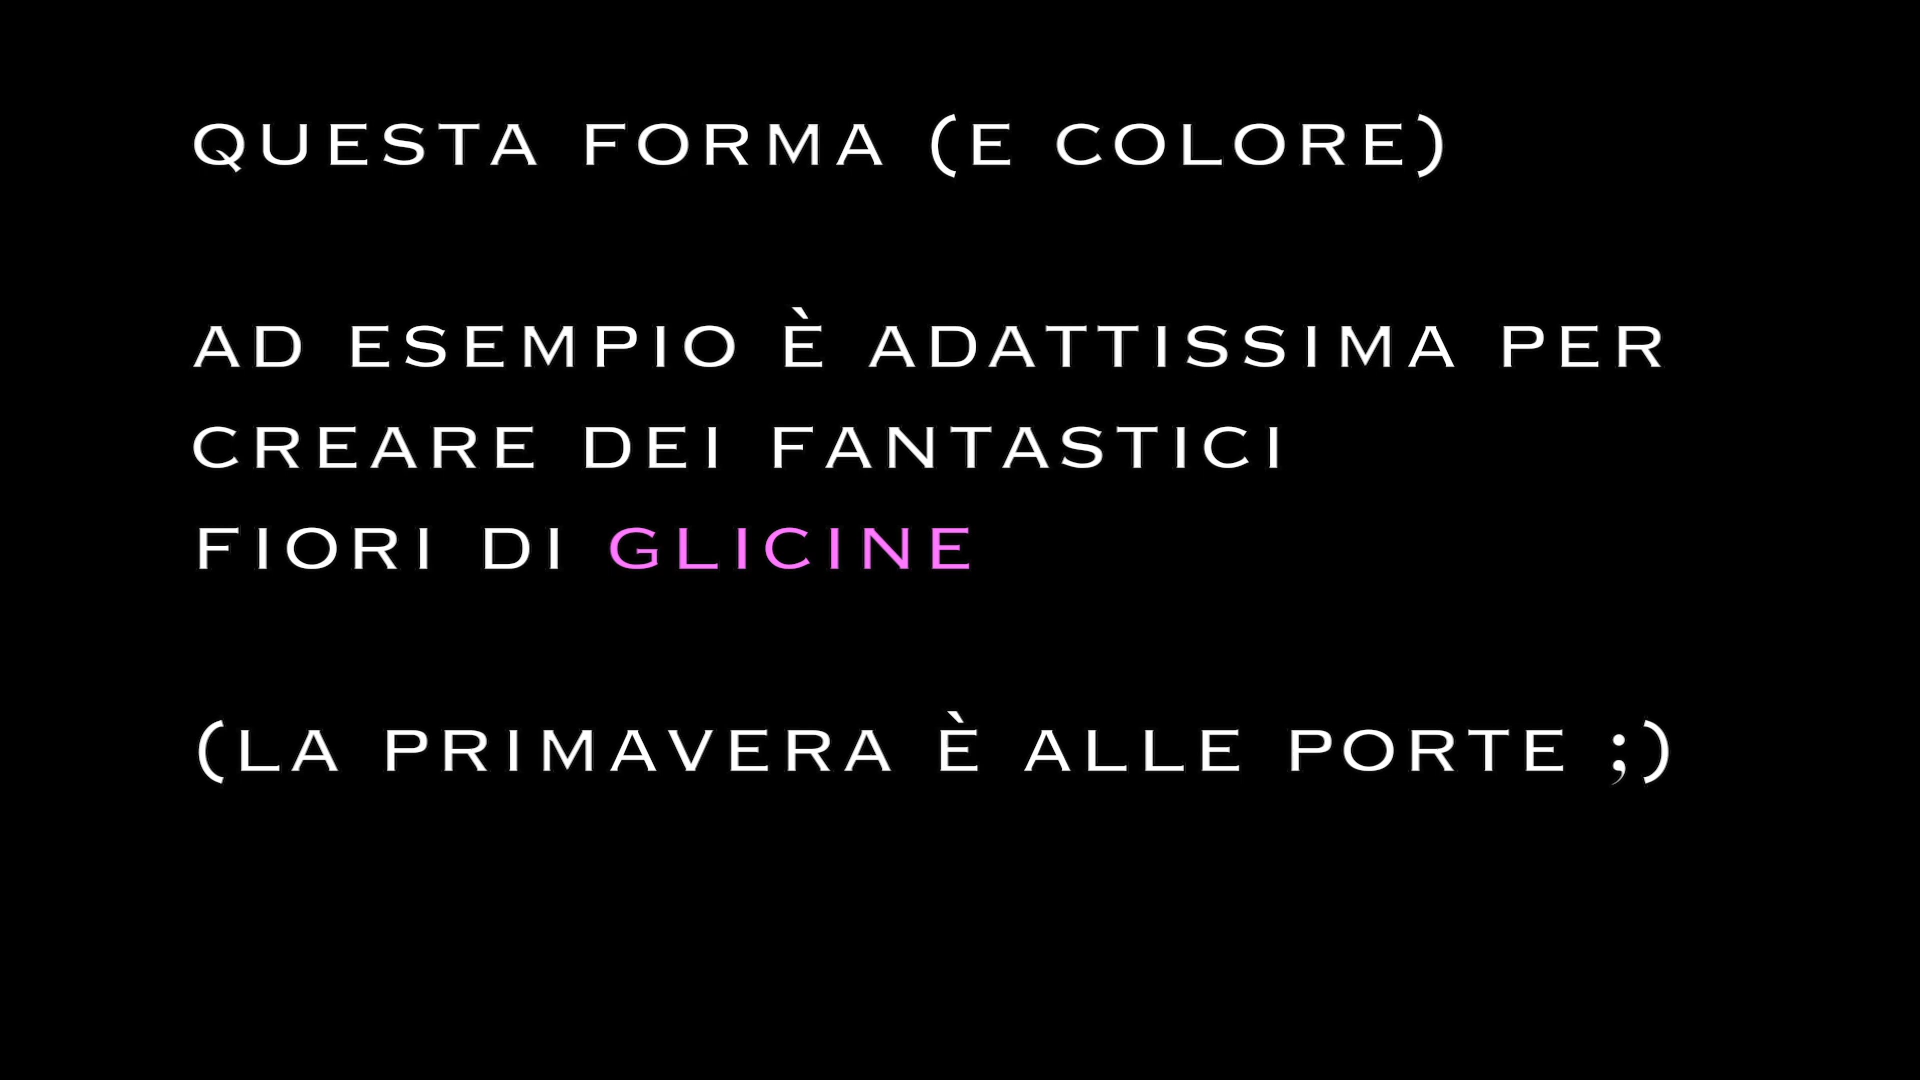 QUESTA FORMA (E COLORE)
AD ESEMPIO È ADATTISSIMA PER
CREARE DEI FANTASTICI
FIORI DI GLICINE
(LA PRIMAVERA È ALLE PORTE ;)